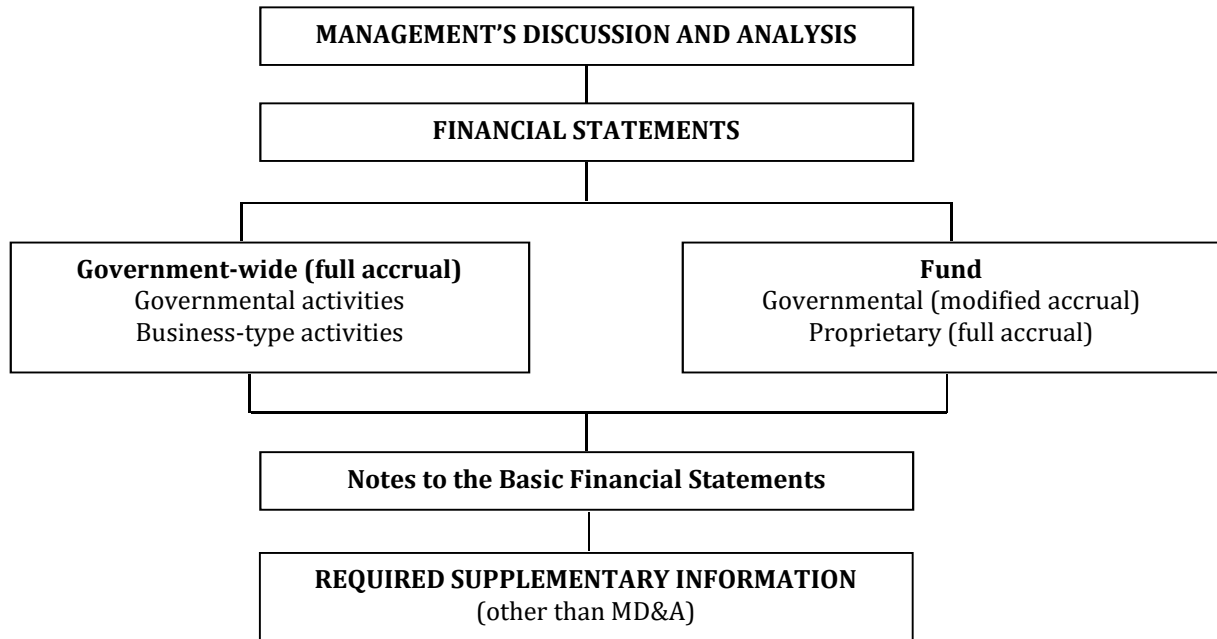 MANAGEMENT’S DISCUSSION AND ANALYSIS
FINANCIAL STATEMENTS
Government-wide (full accrual)
Governmental activities
Business-type activities
Fund
Governmental (modified accrual)
Proprietary (full accrual)
Notes to the Basic Financial Statements
REQUIRED SUPPLEMENTARY INFORMATION
(other than MD&A)